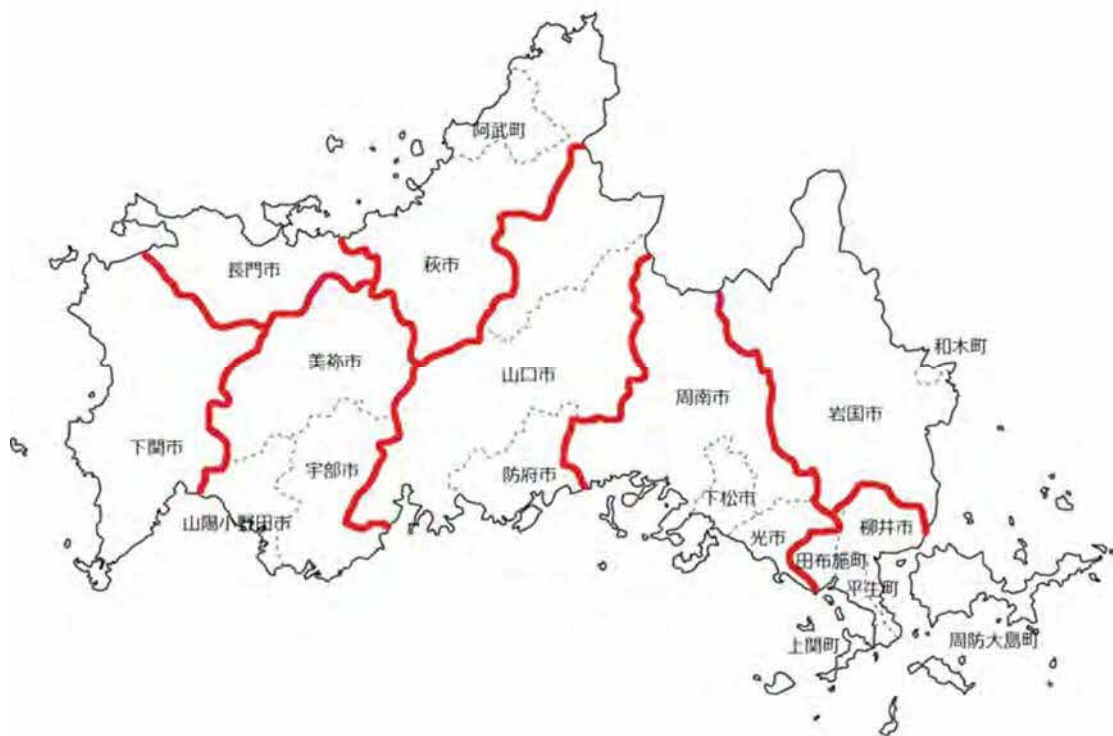 阿武町
長門市
萩市
和木町
美祢市
山口市
周南市
岩国市
下関市
宇部市
防府市
下松市
山陽小野田市
光市
柳井市
田布施町
平生町
上関町
周防大島町